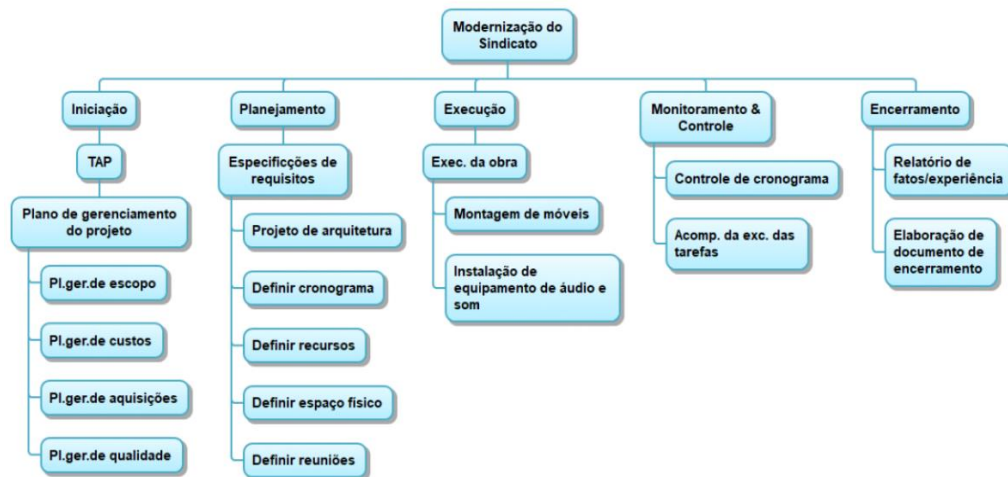 Modernização do
Sindicato
Iniciação
TAP
Plano de gerenciamento
do projeto
Pl.ger.de escopo
Pl.ger.de custos
Pl.ger.de aquisições
Pl.ger.de qualidade
Planejamento
Especificções de
requisitos
Projeto de arquitetura
Definir cronograma
Definir recursos
Definir espaço físico
Definir reuniões
Execução
Exec. da obra
Montagem de móveis
Instalação de
equipamento de áudio e
som
Monitoramento &
Controle
Controle de cronograma
Acomp. da exc. das
tarefas
Encerramento
Relatório de
fatos/experiência
Elaboração de
documento de
encerramento